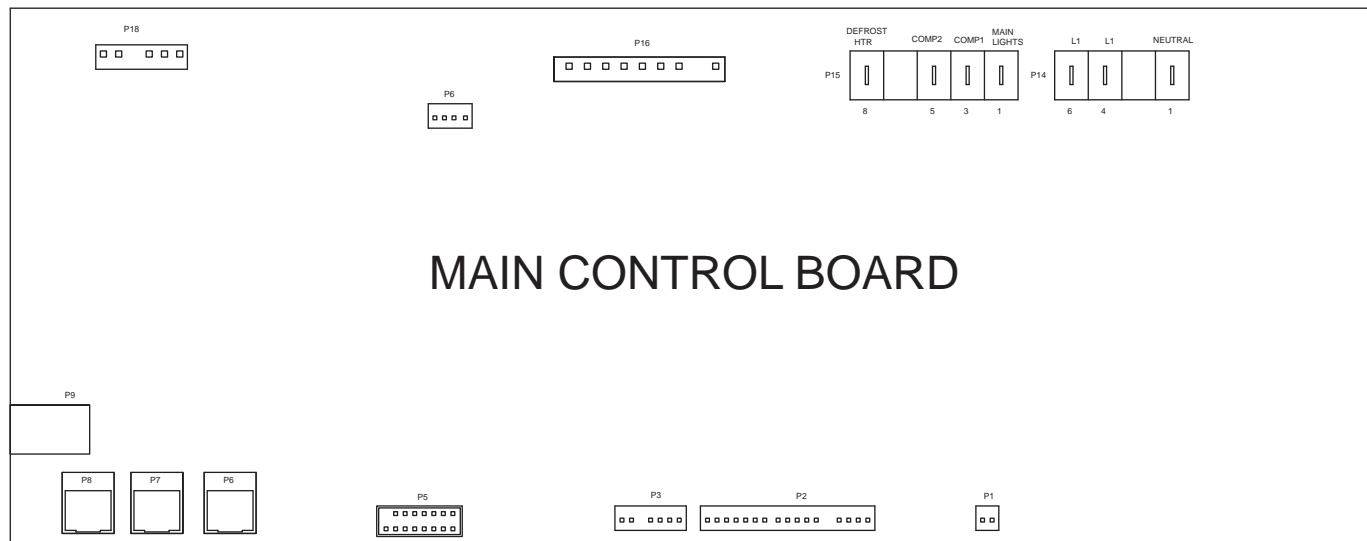 P18
P16
DEFROST
HTR
COMP2
COMP1
MAIN
LIGHTS
L1
L1
NEUTRAL
P15
P14
8
5
3
1
6
4
1
P6
MAIN CONTROL BOARD
P9
P8
P7
P6
P5
P3
P2
P1